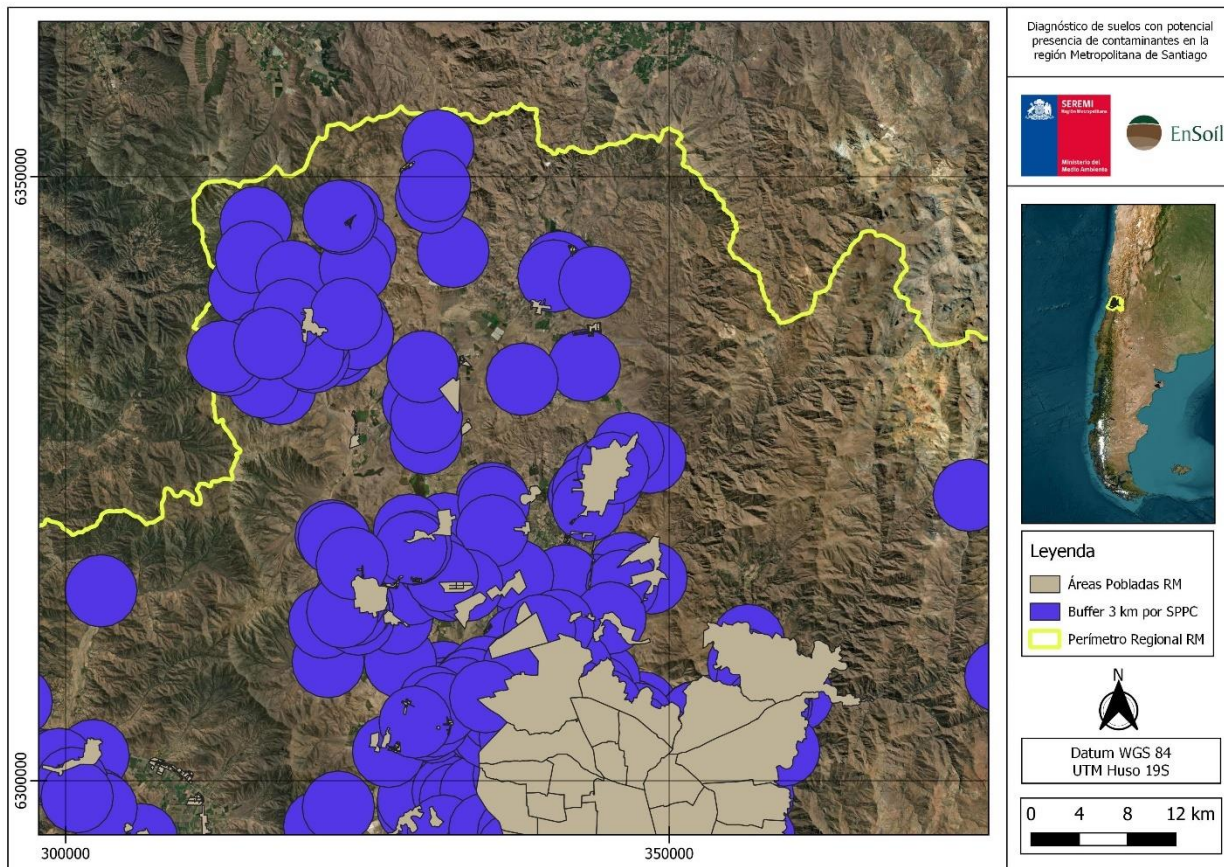 Diagnóstico de suelos con potencial
presencia de contaminantes en la
región Metropolitana de Santiago
SEREMI
Región Metropolitana
Ministerio del
Medio Ambiente
EnSoil
6350000
6300000
300000
350000
Leyenda
Áreas Pobladas RM
Buffer 3 km por SPPC
Perímetro Regional RM
N
Datum WGS 84
UTM Huso 19S
0 4 8 12 km